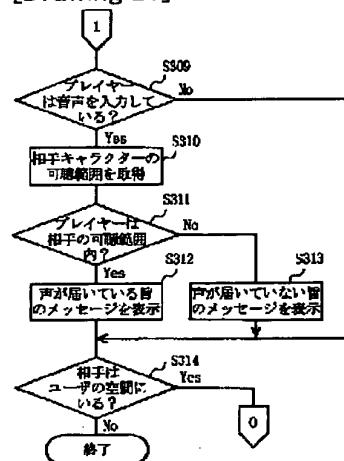 1
S309
プレイヤー
は音声を入力して
いる？
No
Yes
S310
相手キャラクターの
可聴範囲を取得
S311
プレイヤーは
相手の可聴範囲
内？
No
Yes
S312
S313
声が届いている旨
のメッセージを表示
声が届いていない旨
のメッセージを表示
S314
相手は
ユーザの空間に
いる？
Yes
No
0
終了